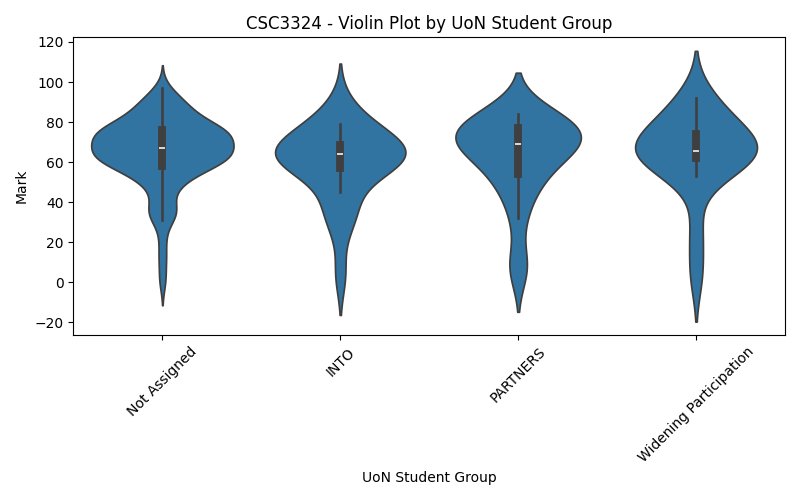 CSC3324 - Violin Plot by UoN Student Group
Mark
120
100
80
60
40
20
0
−20
Not Assigned
INTO
PARTNERS
Widening Participation
UoN Student Group